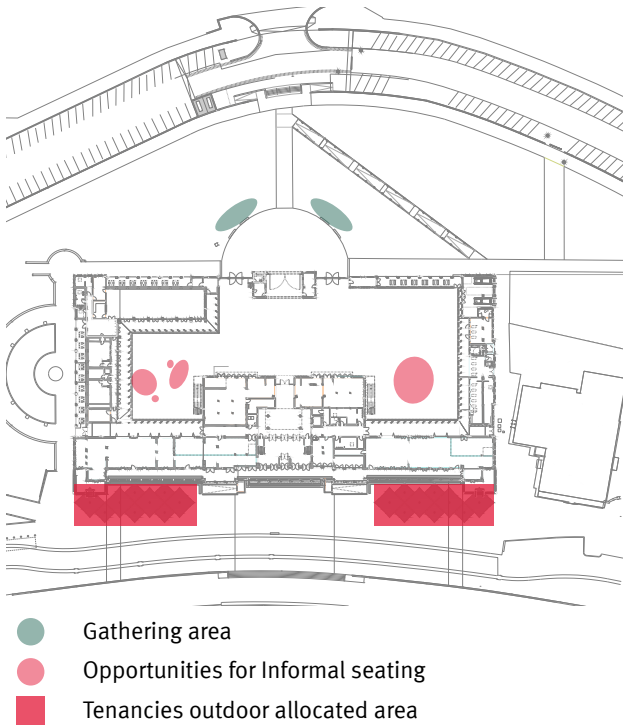 Gathering area
Opportunities for Informal seating
Tenancies outdoor allocated area